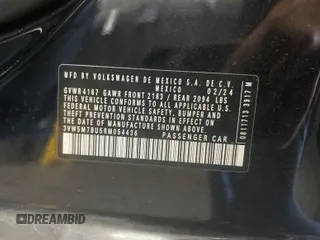 MFD BY VOLKSWAGEN DE MEXICO S.A. DE C.V.
MEXICO 02/24
GVWR4167 GAWR FRONT 2183 / REAR 2094 LBS
THIS VEHICLE CONFORMS TO ALL APPLICABLE
FEDERAL MOTOR VEHICLE SAFETY, BUMPER AND
THEFT PREVENTION STANDARDS IN EFFECT ON
THE DATE OF MANUFACTURE SHOWN ABOVE
3VW5M7BU5RM054436 PASSENGER CAR
DREAMBID